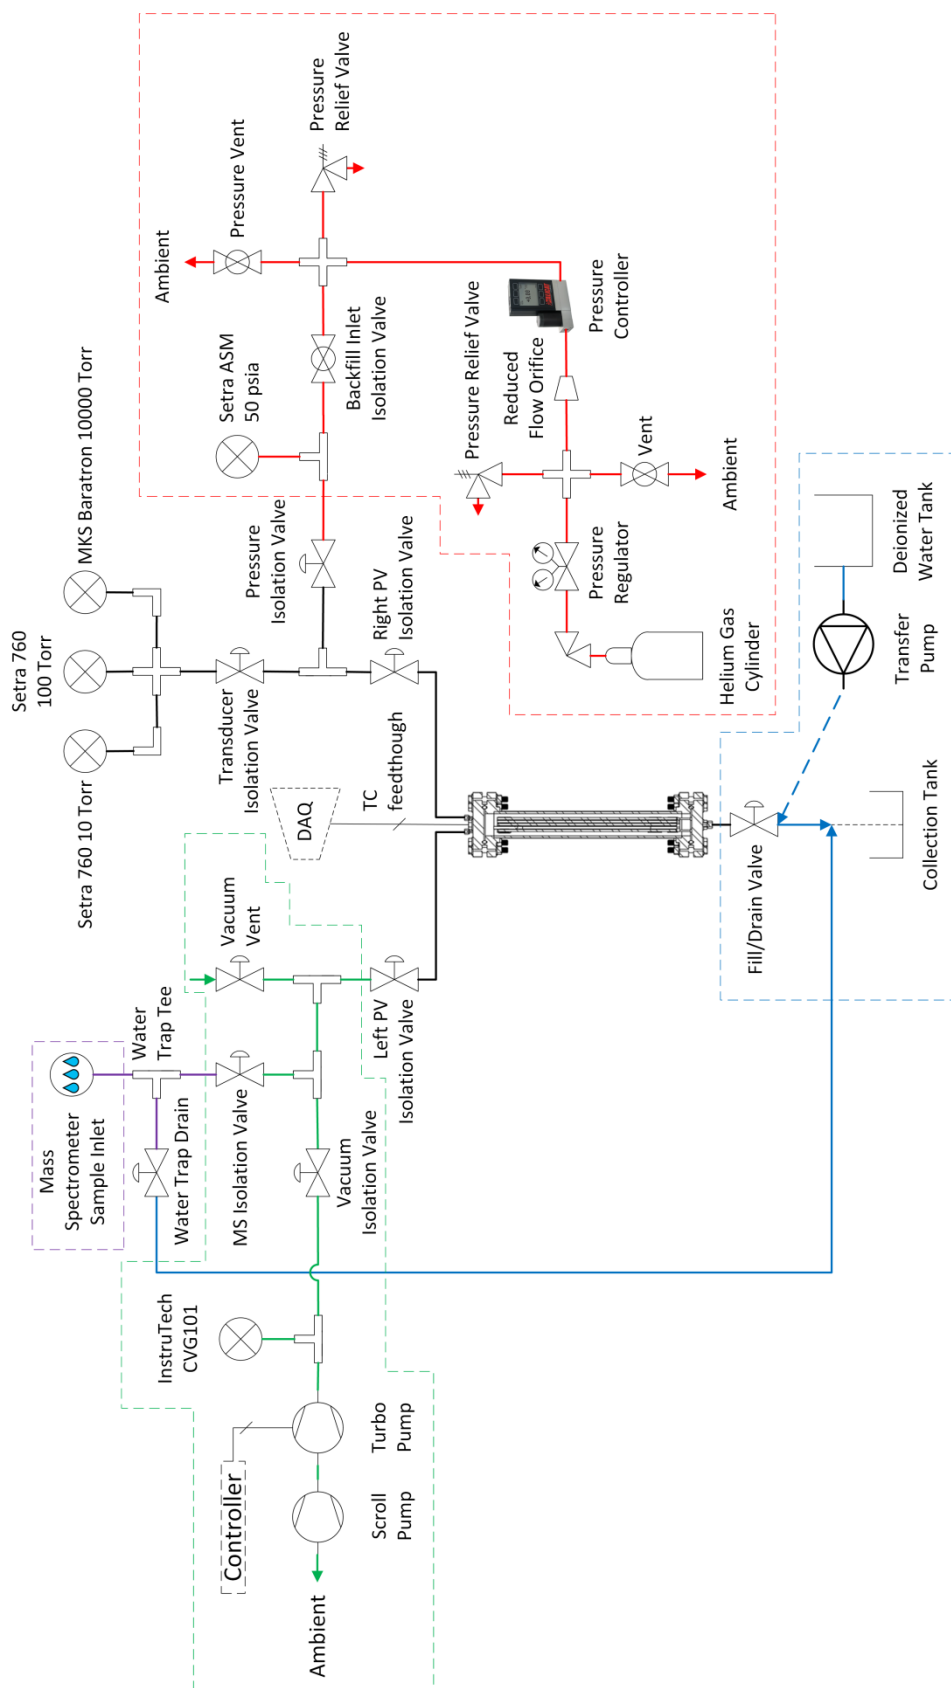 Setra 760 10 Torr
Setra 760
100 Torr
MKS Baratron 10000 Torr
Ambient
Pressure Vent
Pressure
Relief Valve
Setra ASM
50 psia
Backfill Inlet
Isolation Valve
Pressure
Isolation Valve
Transducer
Isolation Valve
Right PV
Isolation Valve
Pressure Relief Valve
Reduced
Flow Orifice
Pressure
Controller
Vent
Ambient
Pressure
Regulator
Helium Gas
Cylinder
Mass
Spectrometer
Sample Inlet
Water
Trap Tee
Water Trap Drain
MS Isolation Valve
Vacuum
Vent
Vacuum
Isolation Valve
Left PV
Isolation Valve
DAQ
TC
feedthough
InstruTech
CVG101
Controller
Turbo
Pump
Scroll
Pump
Ambient
Fill/Drain Valve
Collection Tank
Transfer
Pump
Deionized
Water Tank